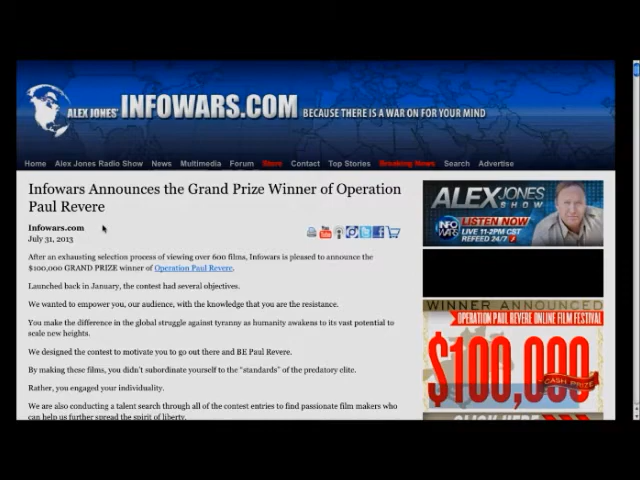 ALEX JONES' INFOWARS.COM BECAUSE THERE IS A WAR ON FOR YOUR MIND
Home Alex Jones Radio Show News Multimedia Forum Store Contact Top Stories Breaking News Search Advertise
Infowars Announces the Grand Prize Winner of Operation
Paul Revere
Infowars.com
July 31, 2013
After an exhausting selection process of viewing over 600 films, Infowars is pleased to announce the
$100,000 GRAND PRIZE winner of Operation Paul Revere.
Launched back in January, the contest had several objectives.
We wanted to empower you, our audience, with the knowledge that you are the resistance.
You make the difference in the global struggle against tyranny as humanity awakens to its vast potential to
scale new heights.
We designed the contest to motivate you to go out there and BE Paul Revere.
By making these films, you didn't subordinate yourself to the "standards" of the predatory elite.
Rather, you engaged your individuality.
We are also conducting a talent search through all of the contest entries to find passionate film makers who
can help us further spread the spirit of liberty.
ALEX JONES
SHOW
INFO WARS
LISTEN NOW
LIVE 11-2PM CST
REFEED 24/7
WINNER ANNOUNCED
OPERATION PAUL REVERE ONLINE FILM FESTIVAL
$100,000
CASH PRIZE
CLICK HERE